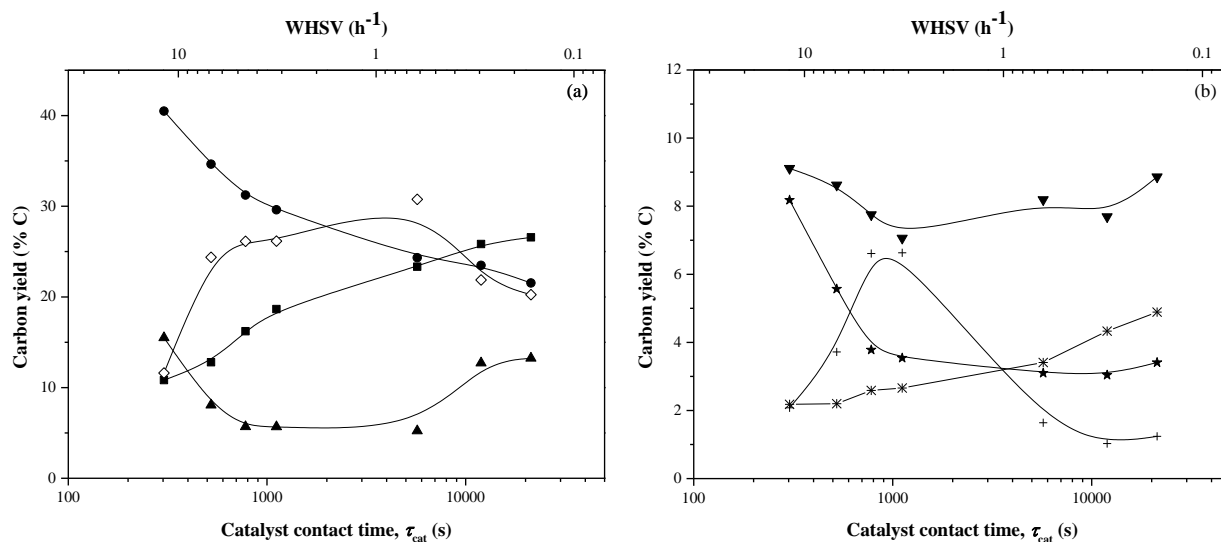 WHSV (h-1)
10 1 0.1
(a)
40
30
20
10
0
Carbon yield (% C)
100 1000 10000
Catalyst contact time, τcat (s)
WHSV (h-1)
10 1 0.1
(b)
12
10
8
6
4
2
0
Carbon yield (% C)
100 1000 10000
Catalyst contact time, τcat (s)